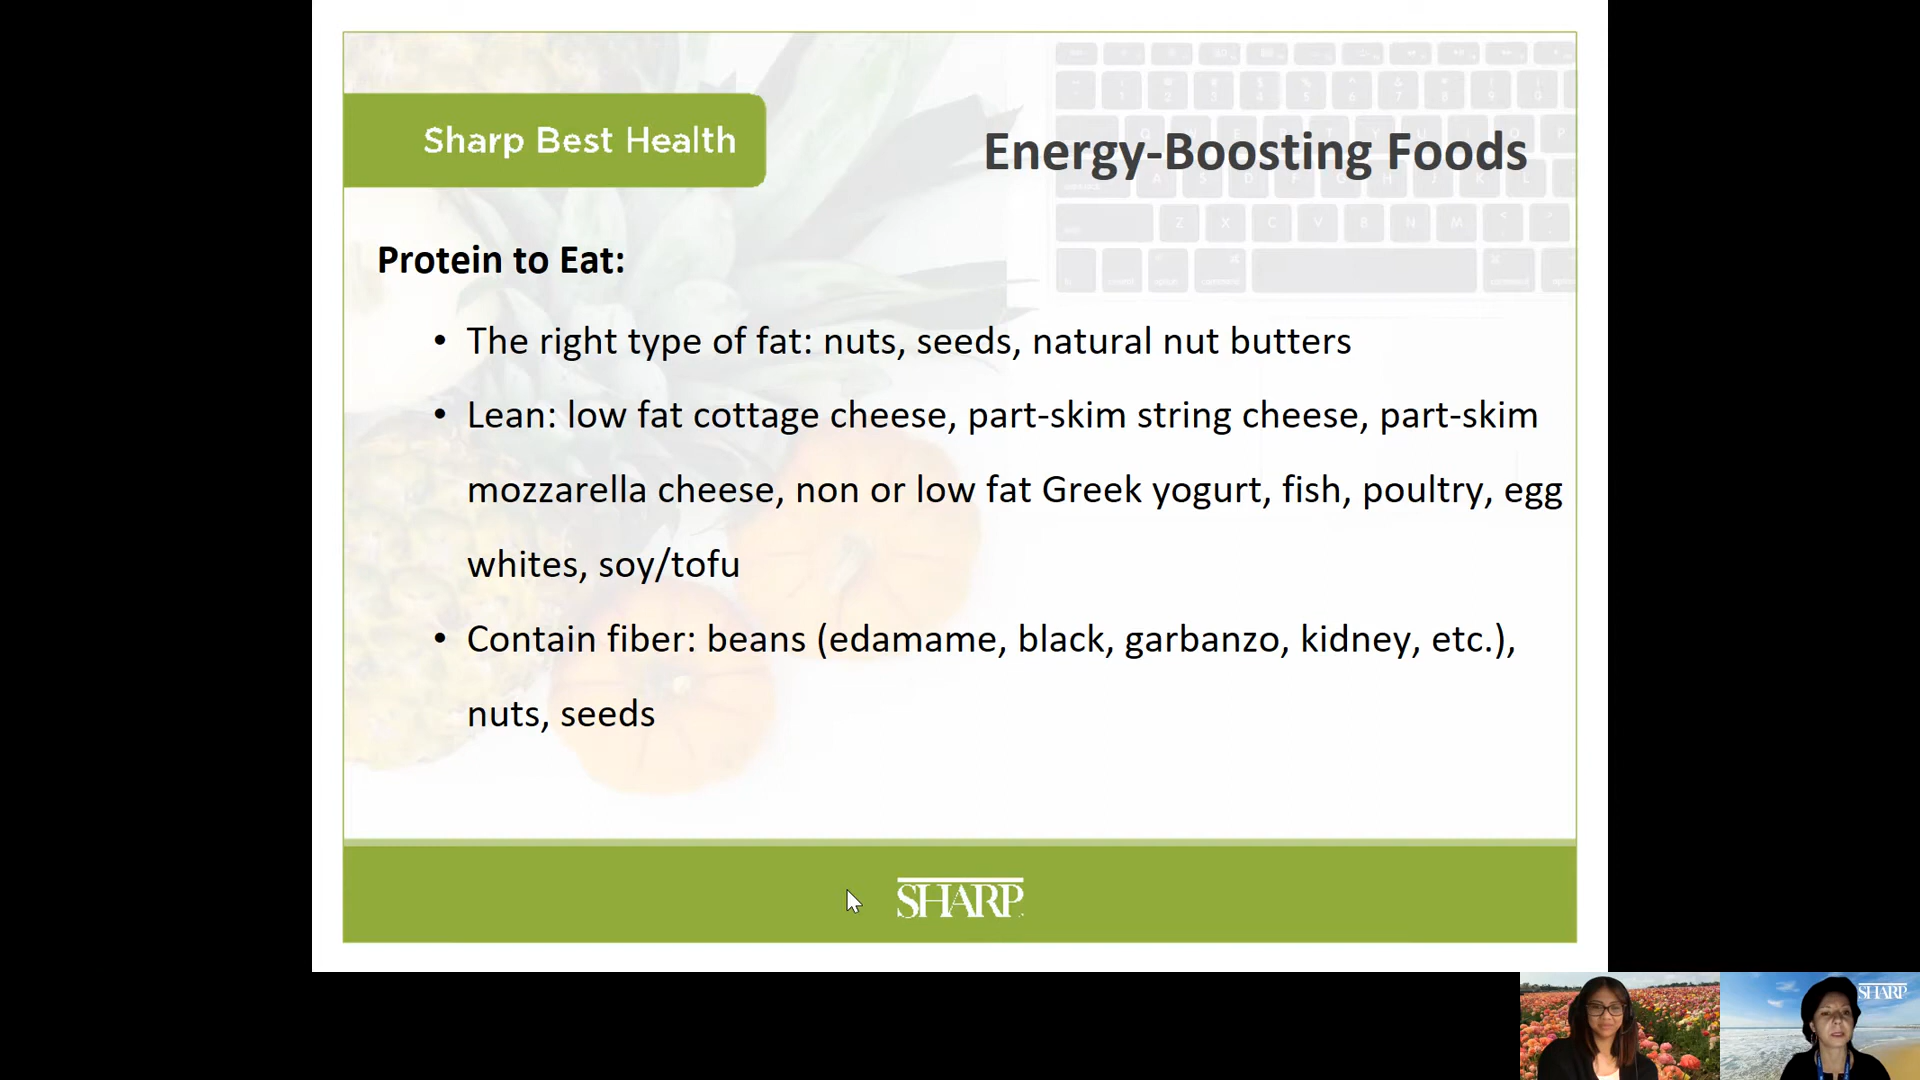 Sharp Best Health
Energy-Boosting Foods
Protein to Eat:
• The right type of fat: nuts, seeds, natural nut butters
• Lean: low fat cottage cheese, part-skim string cheese, part-skim
mozzarella cheese, non or low fat Greek yogurt, fish, poultry, egg
whites, soy/tofu
• Contain fiber: beans (edamame, black, garbanzo, kidney, etc.),
nuts, seeds
SHARP
SHARP